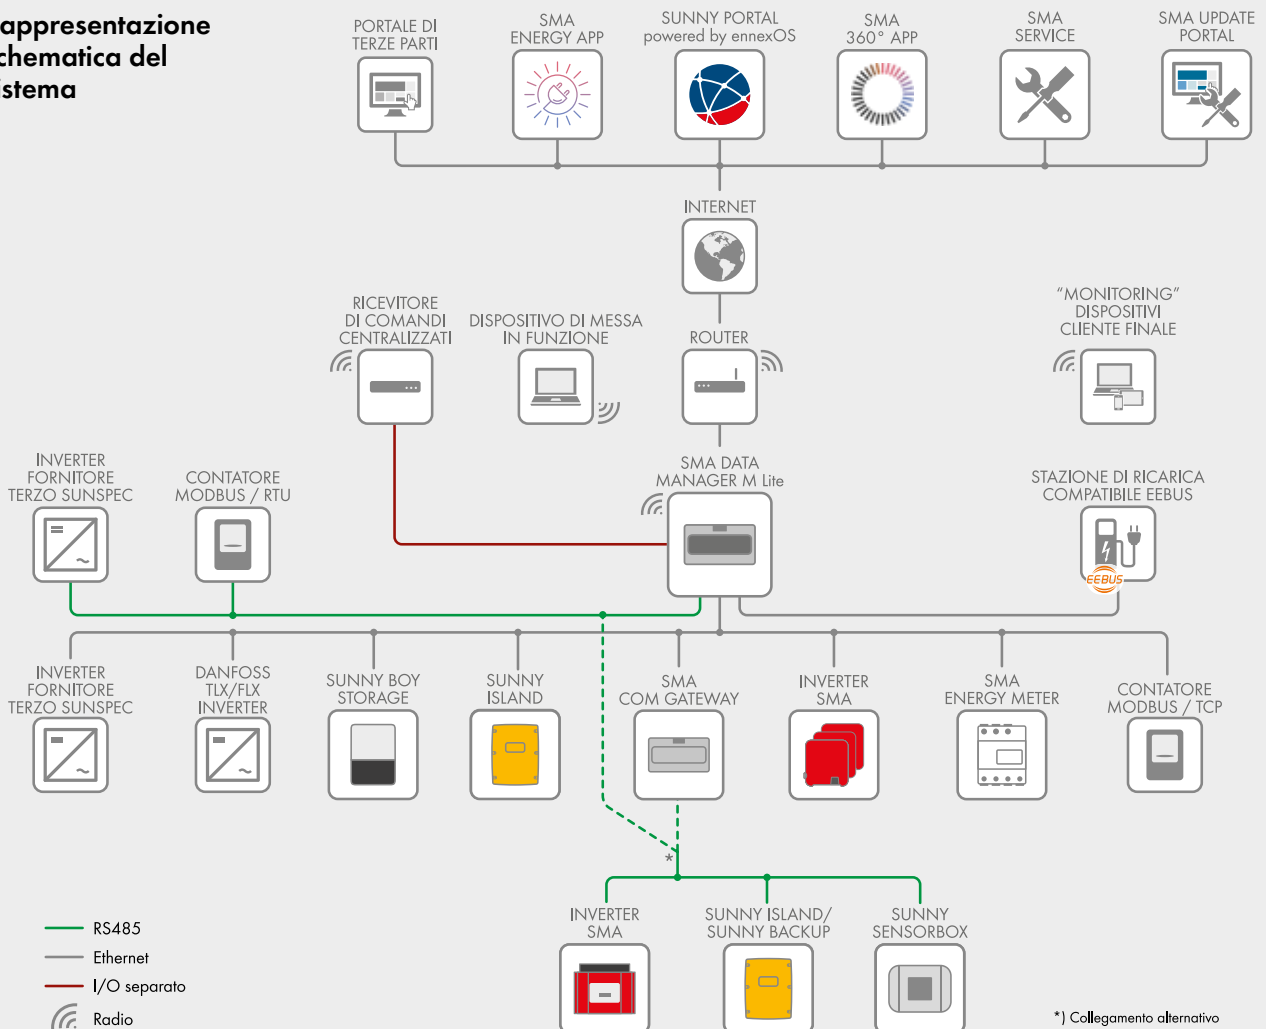 appresentazione
chematica del
istema
PORTALE DI
TERZE PARTI
SMA
ENERGY APP
SUNNY PORTAL
powered by ennexOS
SMA
360° APP
SMA
SERVICE
SMA UPDATE
PORTAL
INTERNET
RICEVITORE
DI COMANDI
CENTRALIZZATI
DISPOSITIVO DI MESSA
IN FUNZIONE
ROUTER
"MONITORING"
DISPOSITIVI
CLIENTE FINALE
INVERTER
FORNITORE
TERZO SUNSPEC
CONTATORE
MODBUS / RTU
SMA DATA
MANAGER M Lite
STAZIONE DI RICARICA
COMPATIBILE EEBUS
EEBUS
INVERTER
FORNITORE
TERZO SUNSPEC
DANFOSS
TLX/FLX
INVERTER
SUNNY BOY
STORAGE
SUNNY
ISLAND
SMA
COM GATEWAY
INVERTER
SMA
SMA
ENERGY METER
CONTATORE
MODBUS / TCP
*
INVERTER
SMA
SUNNY ISLAND/
SUNNY BACKUP
SUNNY
SENSORBOX
RS485
Ethernet
I/O separato
Radio
*) Collegamento alternativo